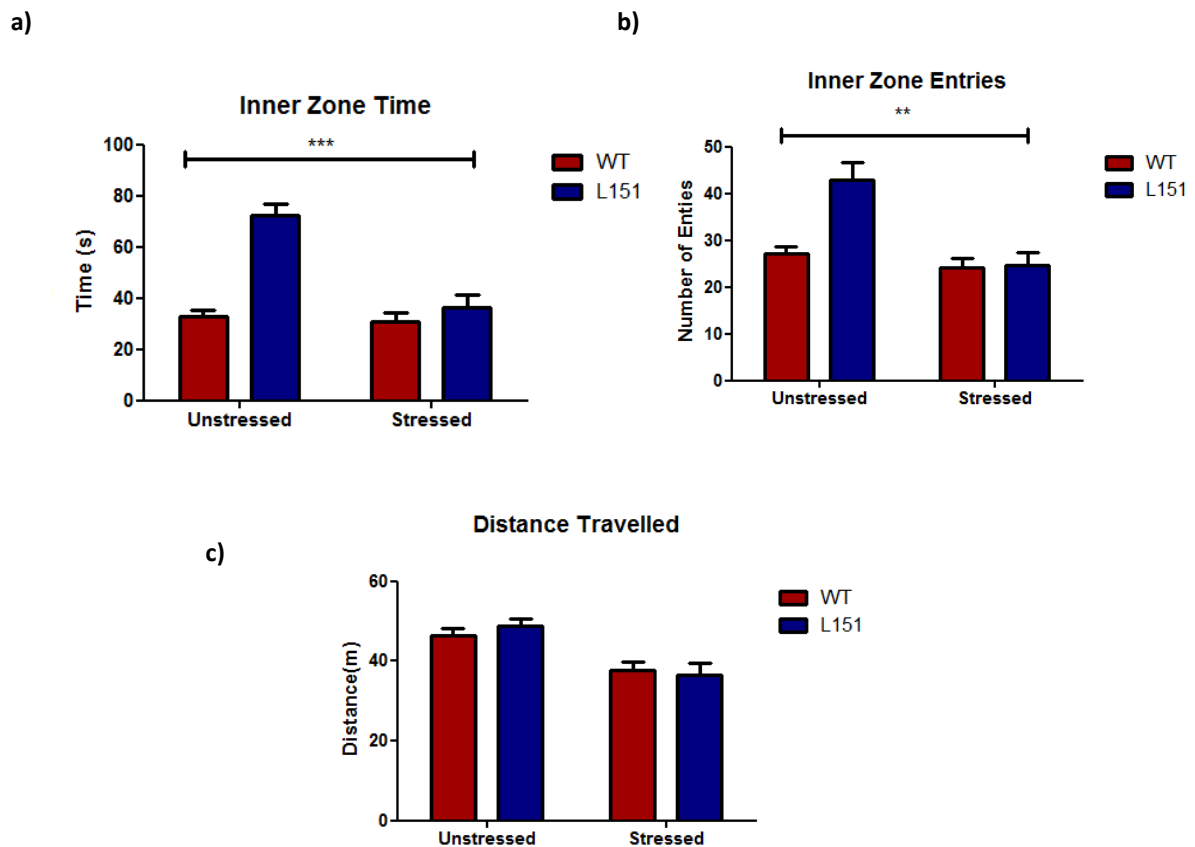 a)
Inner Zone Time
***
100
80
60
40
20
0
Time (s)
Unstressed Stressed
WT
L151
b)
Inner Zone Entries
**
50
40
30
20
10
0
Number of Enties
Unstressed Stressed
WT
L151
c)
Distance Travelled
60
40
20
0
Distance(m)
Unstressed Stressed
WT
L151